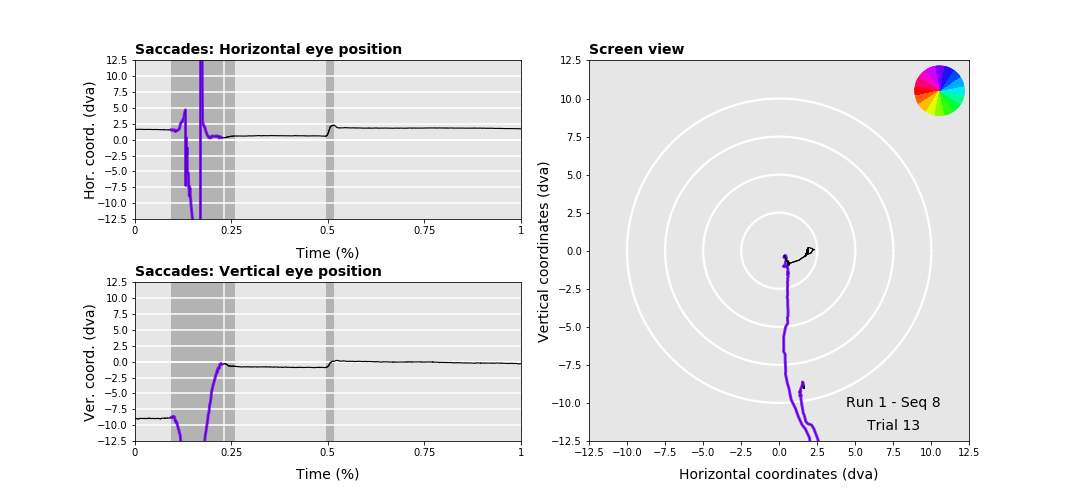 Saccades: Horizontal eye position
12.5
10.0
7.5
5.0
2.5
0.0
−2.5
−5.0
−7.5
−10.0
−12.5
Hor. coord. (dva)
0 0.25 0.5 0.75 1
Time (%)
Saccades: Vertical eye position
12.5
10.0
7.5
5.0
2.5
0.0
−2.5
−5.0
−7.5
−10.0
−12.5
Ver. coord. (dva)
0 0.25 0.5 0.75 1
Time (%)
Screen view
12.5
10.0
7.5
5.0
2.5
0.0
−2.5
−5.0
−7.5
−10.0
−12.5
Vertical coordinates (dva)
Run 1 - Seq 8
Trial 13
−12.5 −10.0 −7.5 −5.0 −2.5 0.0 2.5 5.0 7.5 10.0 12.5
Horizontal coordinates (dva)